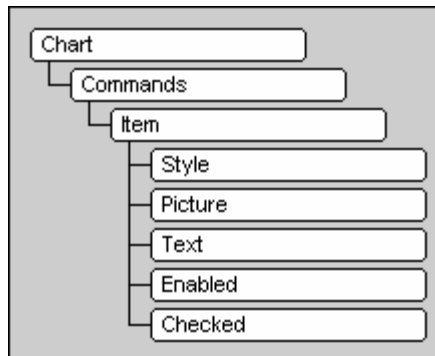 Chart
Commands
Item
Style
Picture
Text
Enabled
Checked